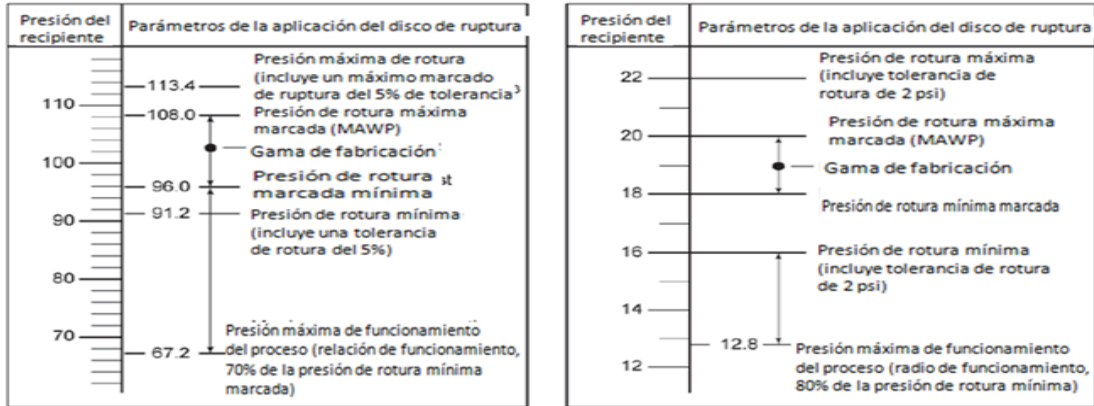 Presión del
recipiente
Parámetros de la aplicación del disco de ruptura
110
100
90
80
70
113.4
108.0
96.0
91.2
67.2
Presión máxima de rotura
(incluye un máximo marcado
de ruptura del 5% de tolerancia³
Presión de rotura máxima
marcada (MAWP)
Gama de fabricación
Presión de rotura st
marcada mínima
Presión de rotura mínima
(incluye una tolerancia
de rotura del 5%)
Presión máxima de funcionamiento
del proceso (relación de funcionamiento,
70% de la presión de rotura mínima
marcada)
Presión del
recipiente
Parámetros de la aplicación del disco de ruptura
22
20
18
16
14
12
12.8
Presión de rotura máxima
(incluye tolerancia de
rotura de 2 psi)
Presión de rotura máxima
marcada (MAWP)
Gama de fabricación
Presión de rotura mínima marcada
Presión de rotura mínima
(incluye tolerancia de rotura
de 2 psi)
Presión máxima de funcionamiento
del proceso (radio de funcionamiento,
80% de la presión de rotura mínima)